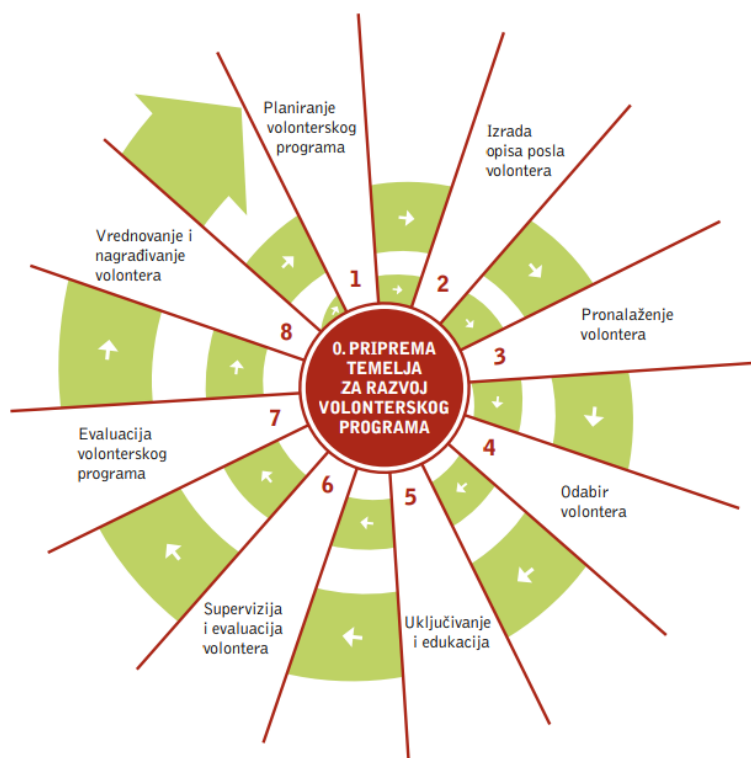 0. PRIPREMA
TEMELJA
ZA RAZVOJ
VOLONTERSKOG
PROGRAMA
1
Planiranje
volonterskog
programa
2
Izrada
opisa posla
volontera
3
Pronalaženje
volontera
4
Odabir
volontera
5
Uključivanje
i edukacija
6
Supervizija
i evaluacija
volontera
7
Evaluacija
volonterskog
programa
8
Vrednovanje i
nagrađivanje
volontera